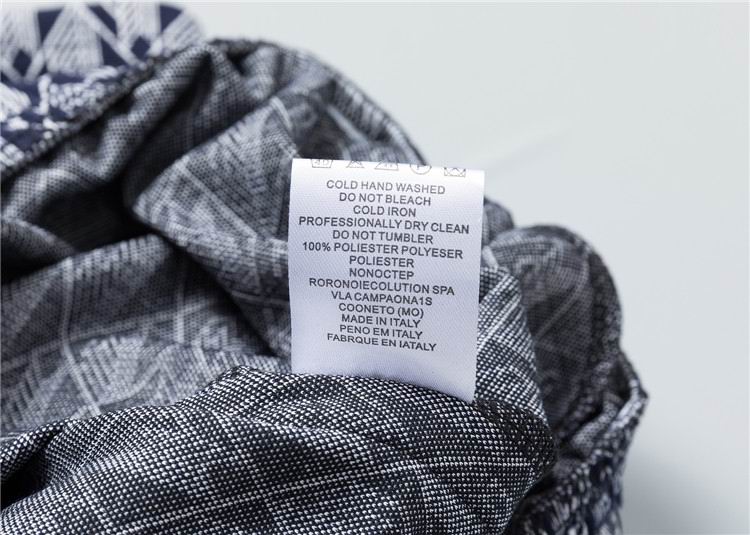 COLD HAND WASHED
DO NOT BLEACH
COLD IRON
PROFESSIONALLY DRY CLEAN
DO NOT TUMBLER
100% POLIESTER POLYESER
POLIESTER
NONOCTEP
RORONOIECOLUTION SPA
VLA CAMPAONA1S
COONETO (MO)
MADE IN ITALY
PENO EM ITALY
FABRQUE EN IATALY